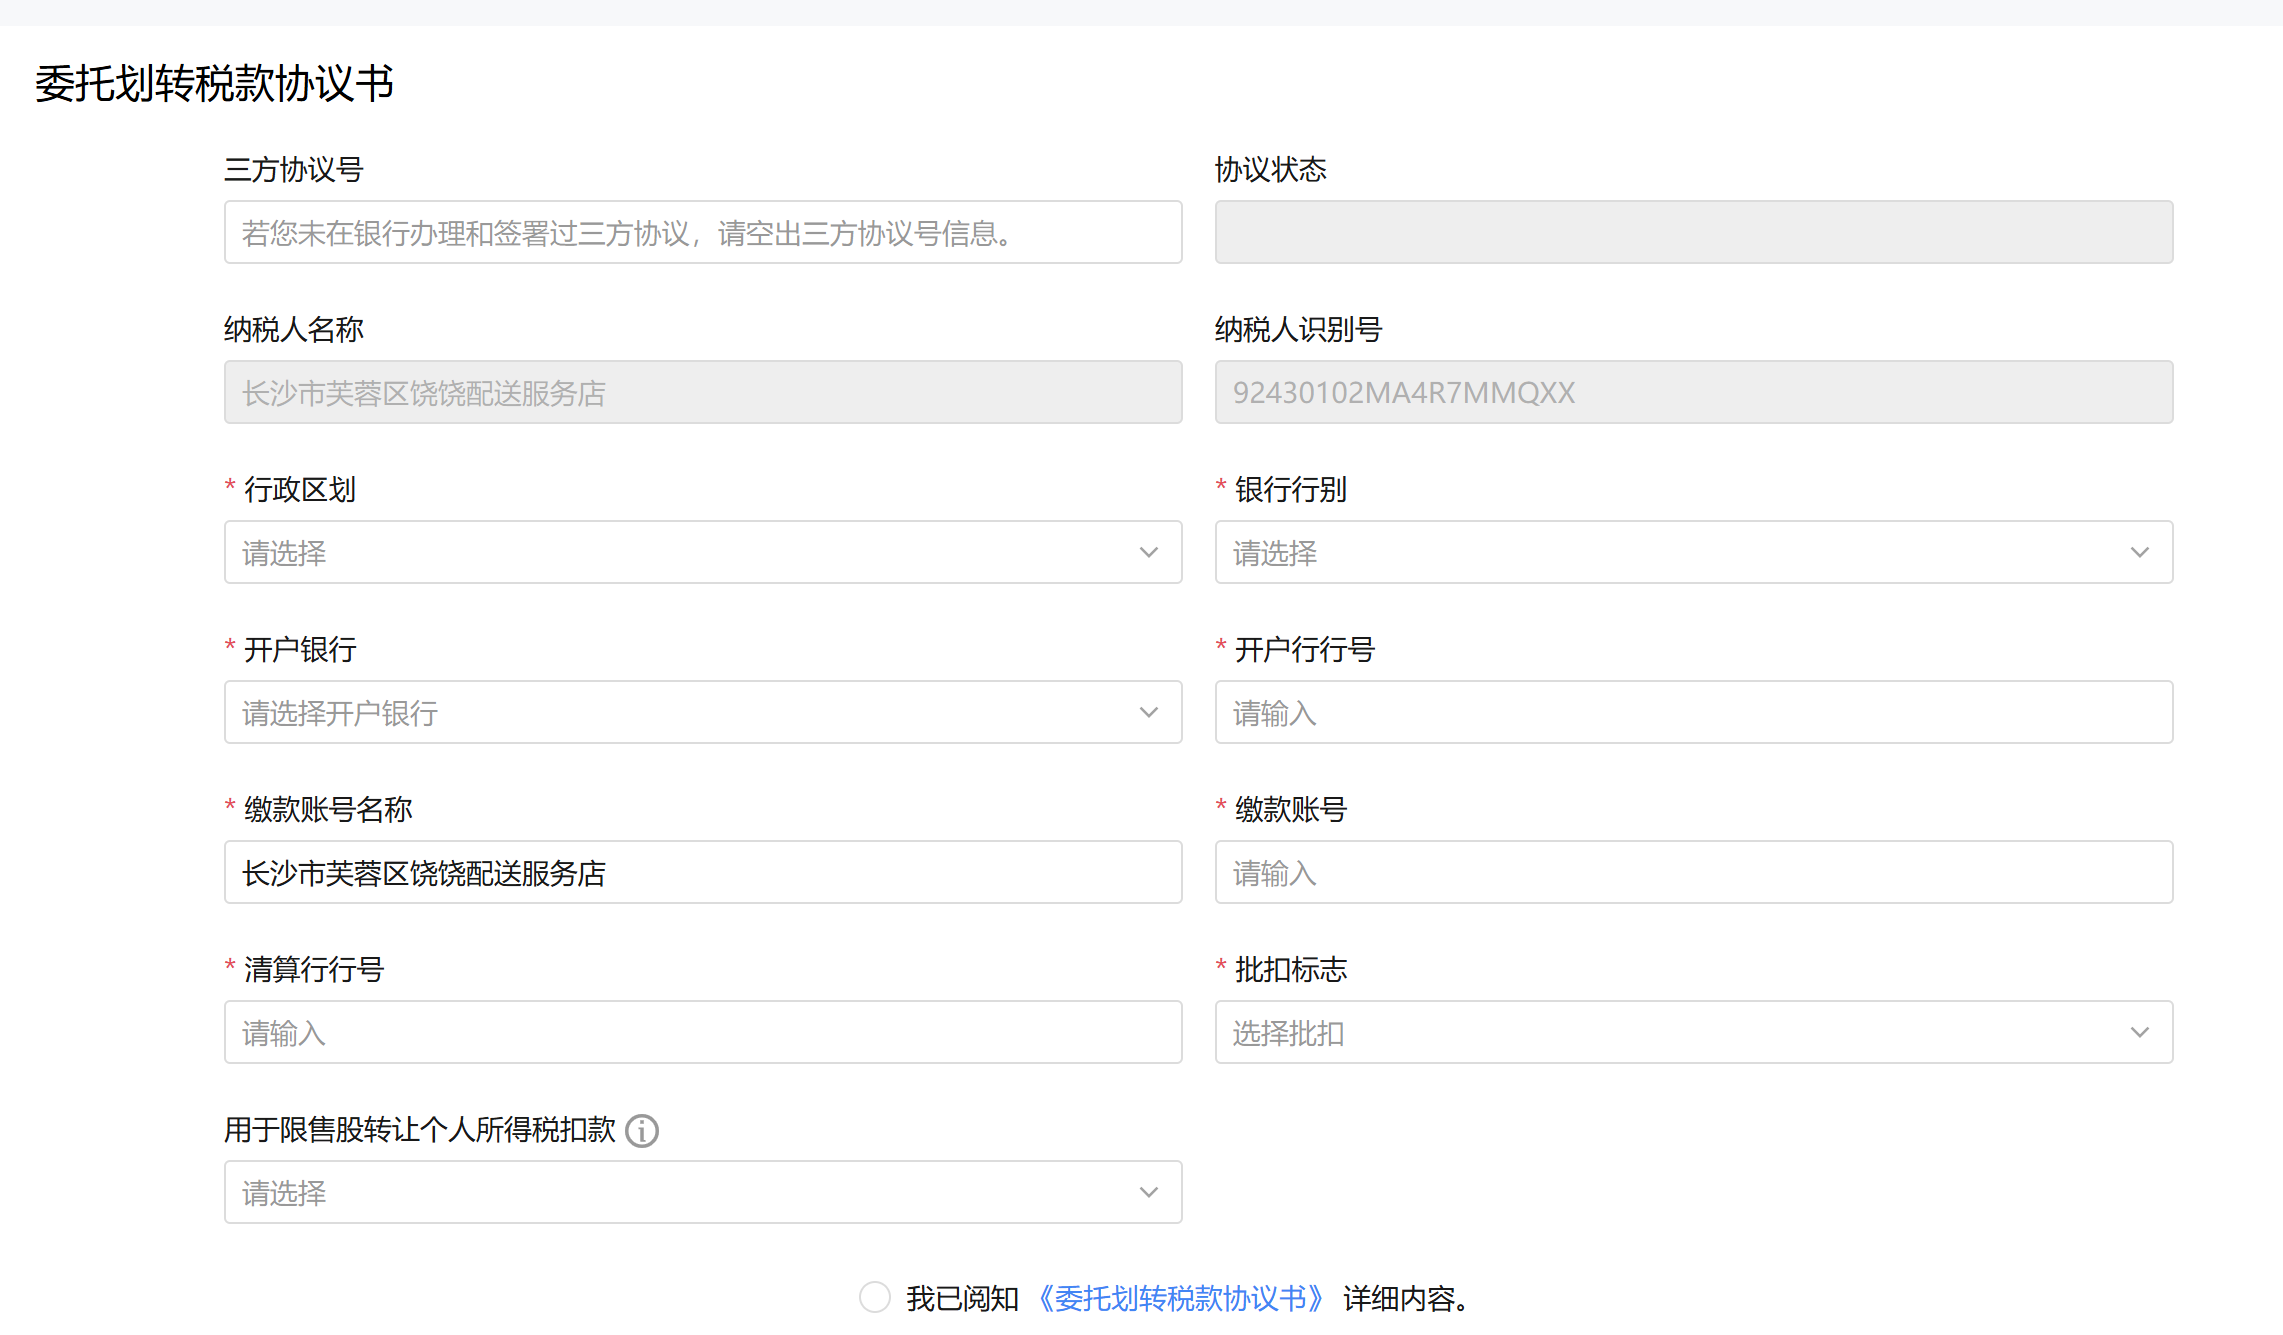 委托划转税款协议书
三方协议号 协议状态
若您未在银行办理和签署过三方协议，请空出三方协议号信息。
纳税人名称 纳税人识别号
长沙市芙蓉区饶饶配送服务店 92430102MA4R7MMQXX
* 行政区划 * 银行行别
请选择 请选择
* 开户银行 * 开户行行号
请选择开户银行 请输入
* 缴款账号名称 * 缴款账号
长沙市芙蓉区饶饶配送服务店 请输入
* 清算行行号 * 批扣标志
请输入 选择批扣
用于限售股转让个人所得税扣款
请选择
我已阅知 《委托划转税款协议书》 详细内容。